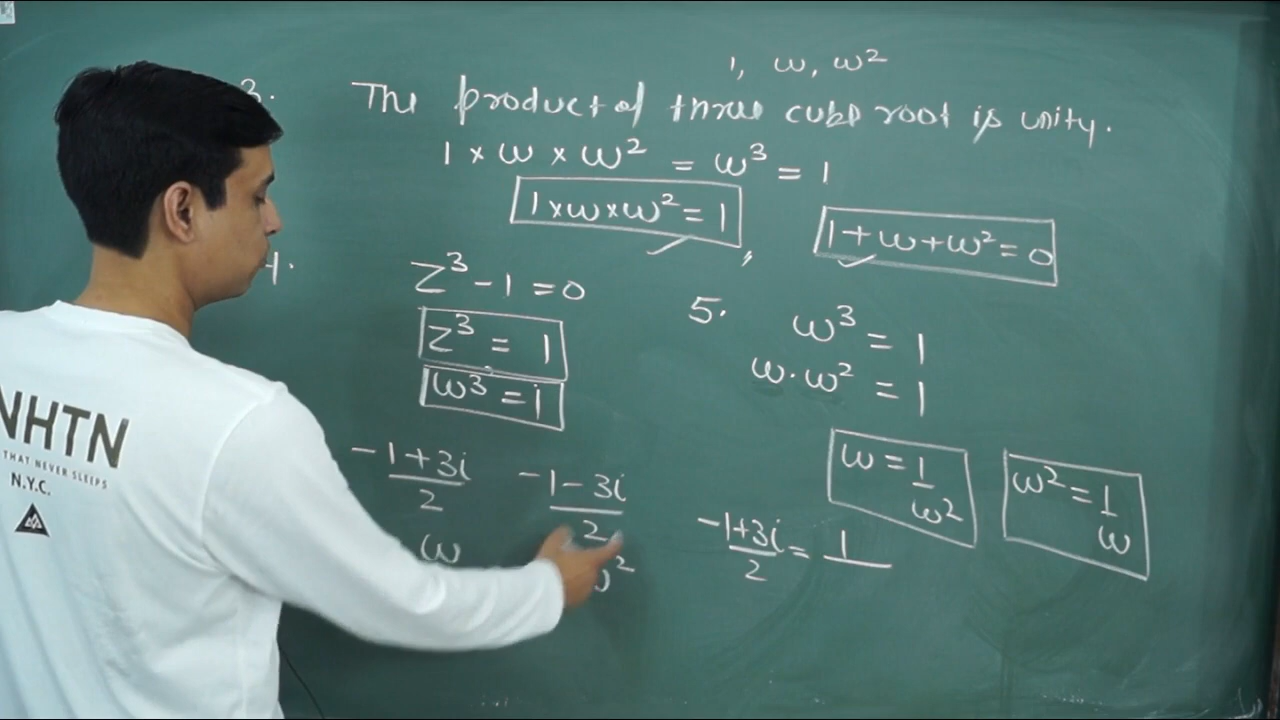 1, ω, ω²
3. The product of three cube root is unity.
1 × ω × ω² = ω³ = 1
1×ω×ω² = 1 ,
1+ω+ω² = 0
4. Z³ - 1 = 0
Z³ = 1
ω³ = 1
-1+3i/2
ω
-1-3i/2
ω²
5. ω³ = 1
ω·ω² = 1
ω = 1/ω²
ω² = 1/ω
-1+3i/2 = 1/
NHTN
THAT NEVER SLEEPS
N.Y.C.